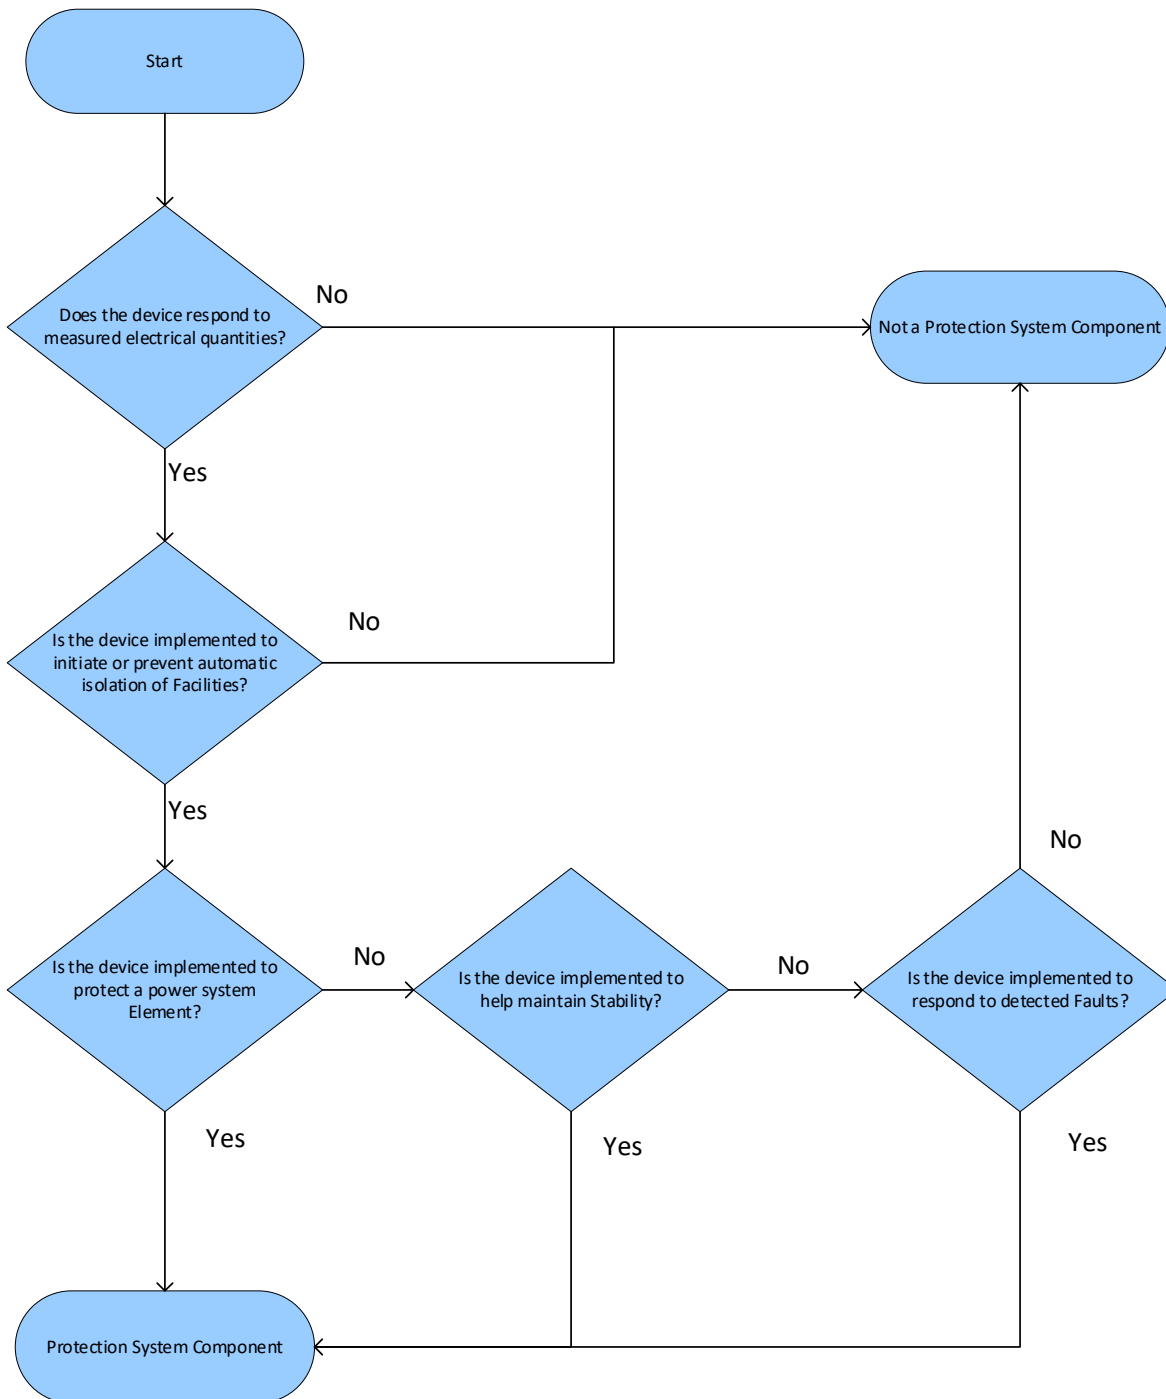 Start
Does the device respond to
measured electrical quantities?
No
Not a Protection System Component
Yes
Is the device implemented to
initiate or prevent automatic
isolation of Facilities?
No
Yes
Is the device implemented to
protect a power system
Element?
No
Is the device implemented to
help maintain Stability?
No
Is the device implemented to
respond to detected Faults?
No
Yes
Yes
Yes
Protection System Component